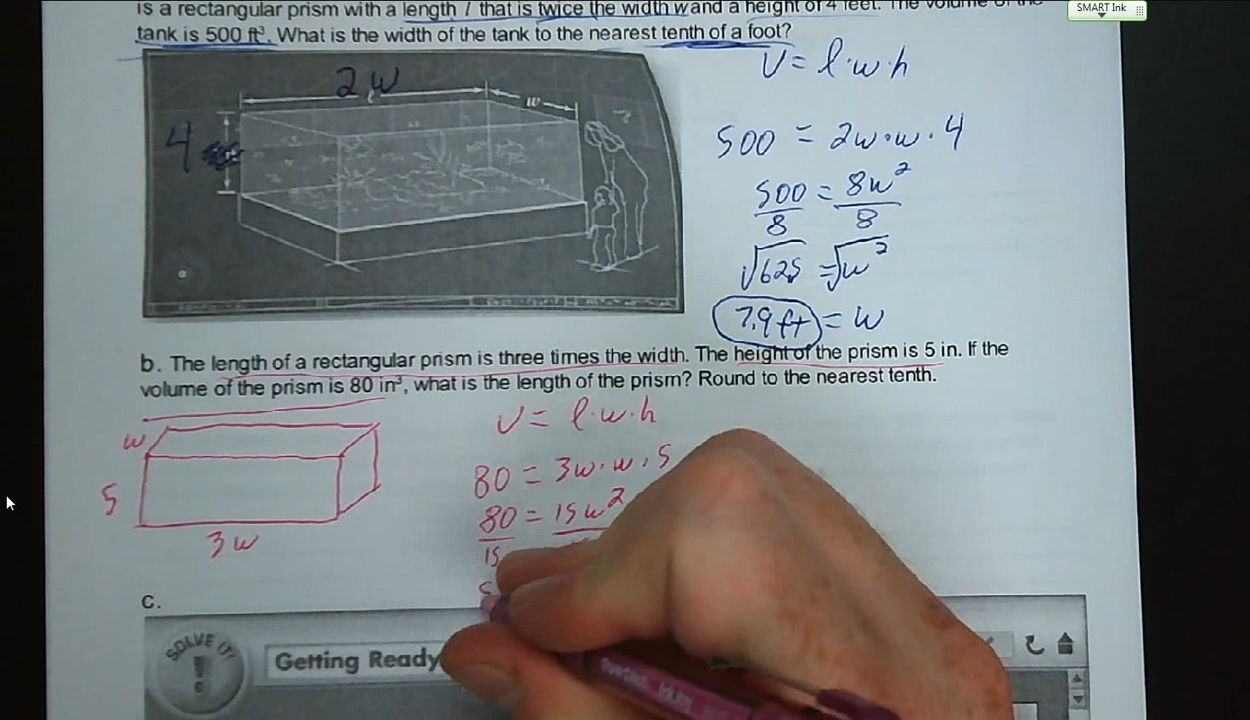 is a rectangular prism with a length l that is twice the width w and a height of 4 feet. The volume of the
tank is 500 ft³. What is the width of the tank to the nearest tenth of a foot?
SMART Ink
2w
w
4
V = l·w·h
500 = 2w·w·4
500 = 8w²
8 8
√62.5 = √w²
7.9 ft = w
b. The length of a rectangular prism is three times the width. The height of the prism is 5 in. If the
volume of the prism is 80 in³, what is the length of the prism? Round to the nearest tenth.
w
5
3w
V = l·w·h
80 = 3w·w·5
80 = 15w²
15
5
c.
SOLVE IT!
Getting Ready